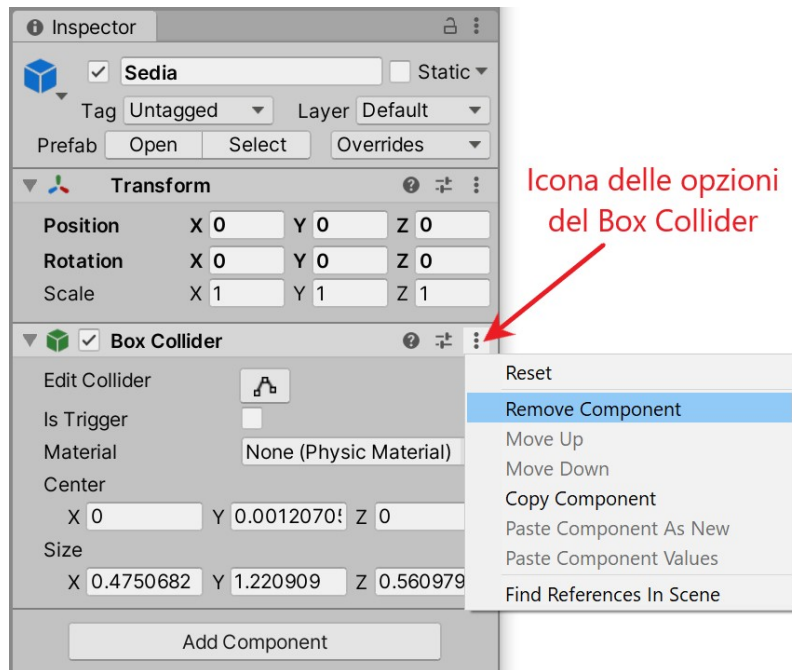 Inspector
Sedia Static
Tag Untagged Layer Default
Prefab Open Select Overrides
Transform
Icona delle opzioni
del Box Collider
Position X 0 Y 0 Z 0
Rotation X 0 Y 0 Z 0
Scale X 1 Y 1 Z 1
Box Collider
Edit Collider
Is Trigger
Material None (Physic Material)
Center
X 0 Y 0.00120705 Z 0
Size
X 0.4750682 Y 1.220909 Z 0.560979
Add Component
Reset
Remove Component
Move Up
Move Down
Copy Component
Paste Component As New
Paste Component Values
Find References In Scene